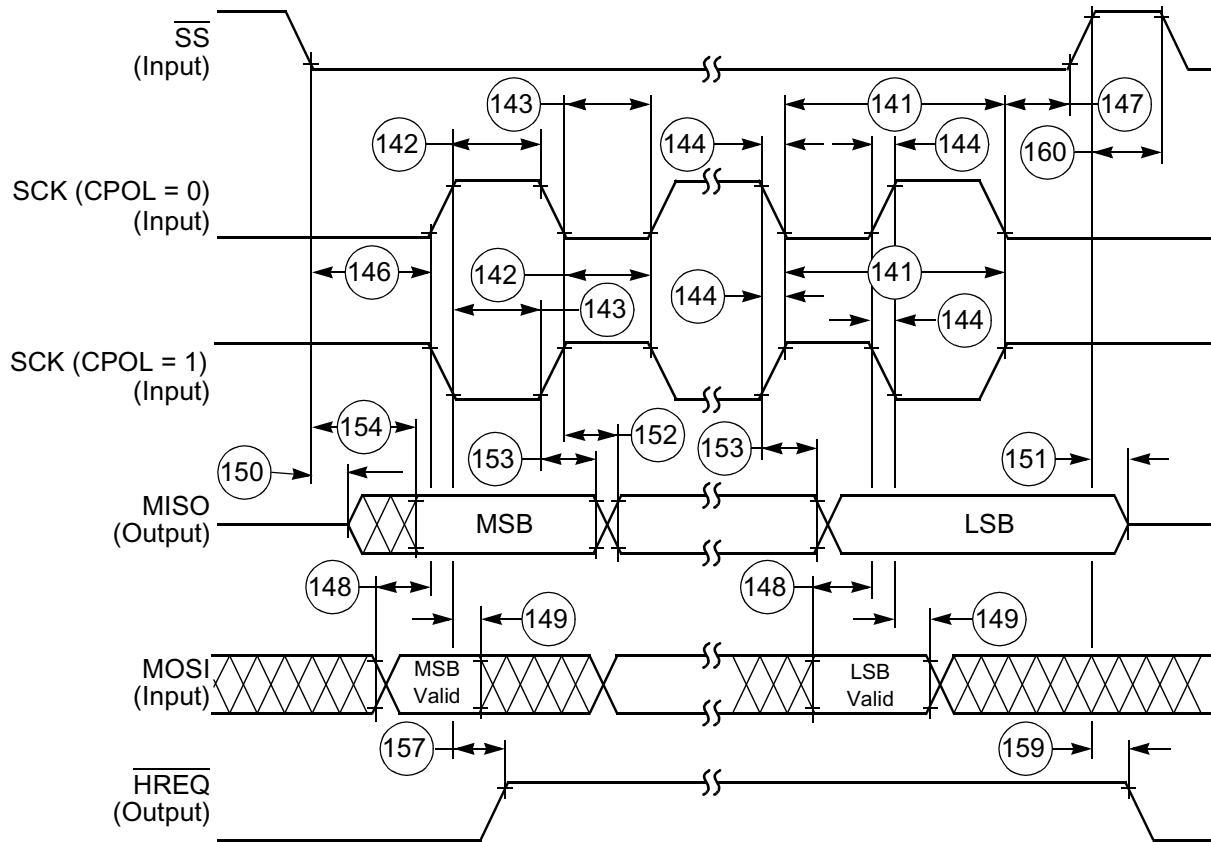 SS
(Input)
143
141
147
142
144
144
160
SCK (CPOL = 0)
(Input)
146
142
141
144
143
144
SCK (CPOL = 1)
(Input)
154
152
153
153
150
151
MISO
(Output)
MSB
LSB
148
148
149
149
MOSI
(Input)
MSB
Valid
LSB
Valid
157
159
HREQ
(Output)